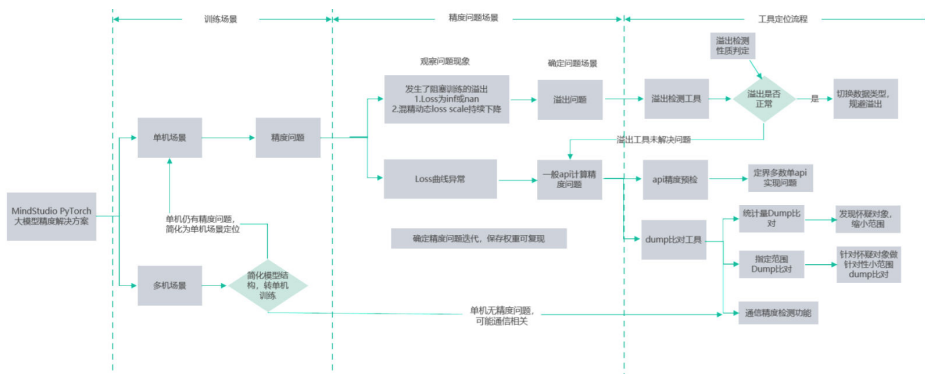 训练场景
精度问题场景
工具定位流程
观察问题现象
确定问题场景
溢出检测
性质判定
发生了阻塞训练的溢出
1.Loss为inf或nan
2.混精动态loss scale持续下降
溢出问题
溢出检测工具
溢出是否
正常
是
切换数据类型,
规避溢出
单机场景
精度问题
溢出工具未解决问题
Loss曲线异常
一般api计算精
度问题
api精度预检
定界多数单api
实现问题
MindStudio PyTorch
大模型精度解决方案
单机仍有精度问题,
简化为单机场景定位
确定精度问题迭代，保存权重可复现
dump比对工具
统计量Dump比
对
发现怀疑对象,
缩小范围
指定范围
Dump比对
针对怀疑对象做
针对性小范围
dump比对
多机场景
简化模型结
构，转单机
训练
单机无精度问题,
可能通信相关
通信精度检测功能